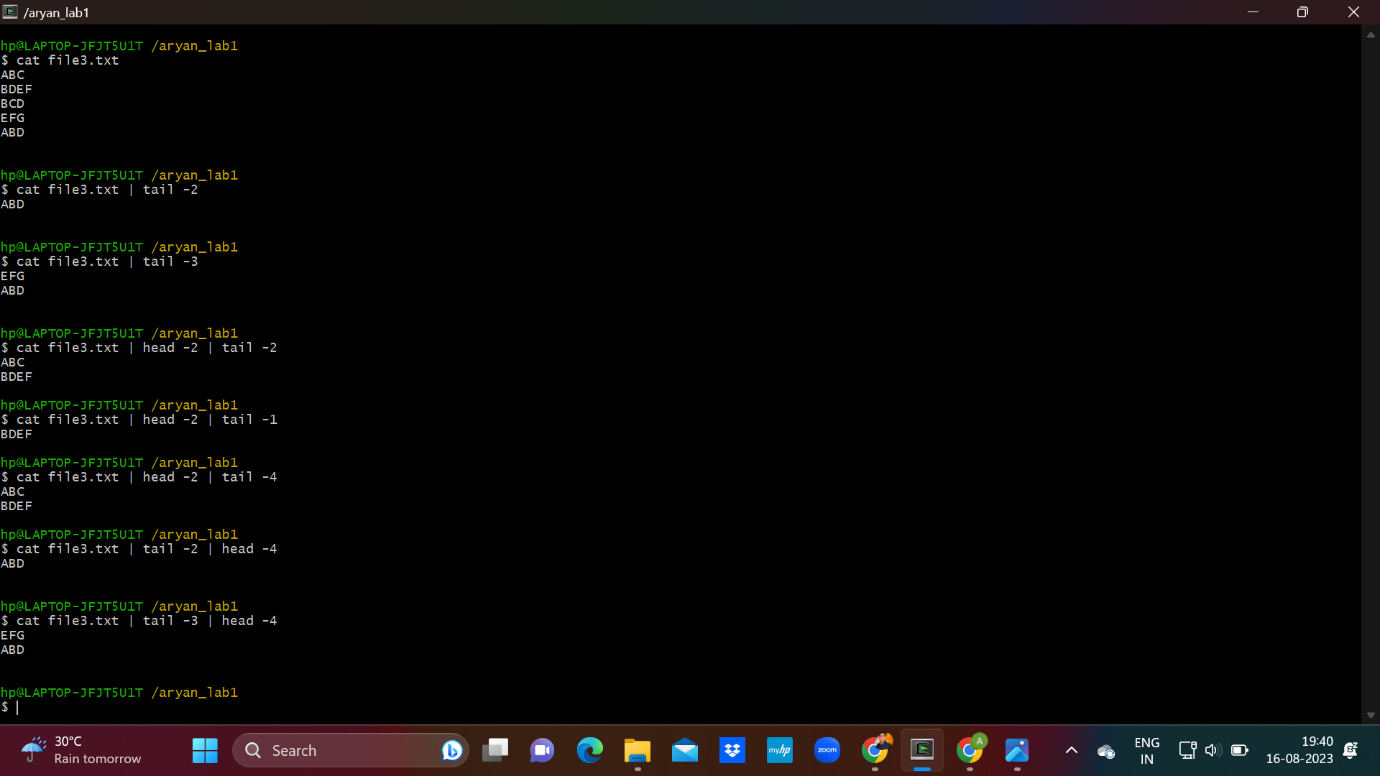 /aryan_lab1
hp@LAPTOP-JFJT5U1T /aryan_lab1
$ cat file3.txt
ABC
BDEF
BCD
EFG
ABD
hp@LAPTOP-JFJT5U1T /aryan_lab1
$ cat file3.txt | tail -2
ABD
hp@LAPTOP-JFJT5U1T /aryan_lab1
$ cat file3.txt | tail -3
EFG
ABD
hp@LAPTOP-JFJT5U1T /aryan_lab1
$ cat file3.txt | head -2 | tail -2
ABC
BDEF
hp@LAPTOP-JFJT5U1T /aryan_lab1
$ cat file3.txt | head -2 | tail -1
BDEF
hp@LAPTOP-JFJT5U1T /aryan_lab1
$ cat file3.txt | head -2 | tail -4
ABC
BDEF
hp@LAPTOP-JFJT5U1T /aryan_lab1
$ cat file3.txt | tail -2 | head -4
ABD
hp@LAPTOP-JFJT5U1T /aryan_lab1
$ cat file3.txt | tail -3 | head -4
EFG
ABD
hp@LAPTOP-JFJT5U1T /aryan_lab1
$
30°C
Rain tomorrow
Search
myhp
zoom
A
ENG
IN
19:40
16-08-2023